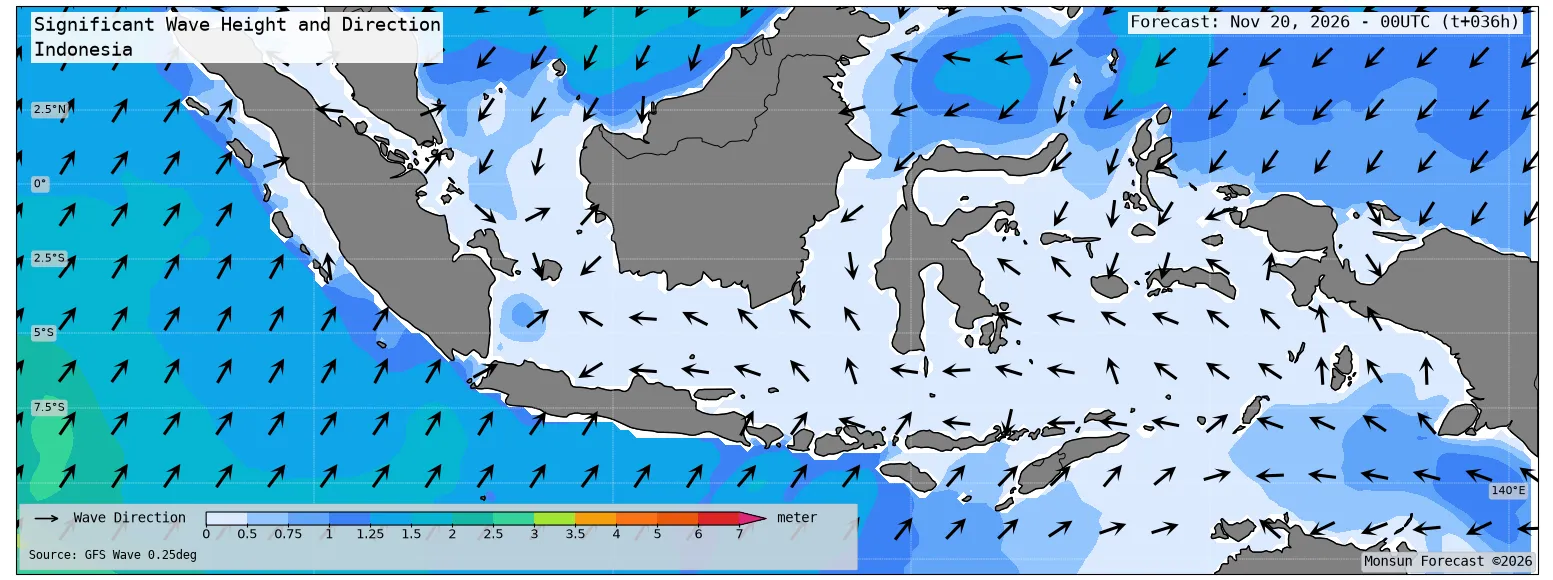 Significant Wave Height and Direction
Indonesia
Forecast: Nov 20, 2026 - 00UTC (t+036h)
2.5°N
0°
2.5°S
5°S
7.5°S
140°E
Wave Direction
0 0.5 0.75 1 1.25 1.5 2 2.5 3 3.5 4 5 6 7
meter
Source: GFS Wave 0.25deg
Monsun Forecast ©2026